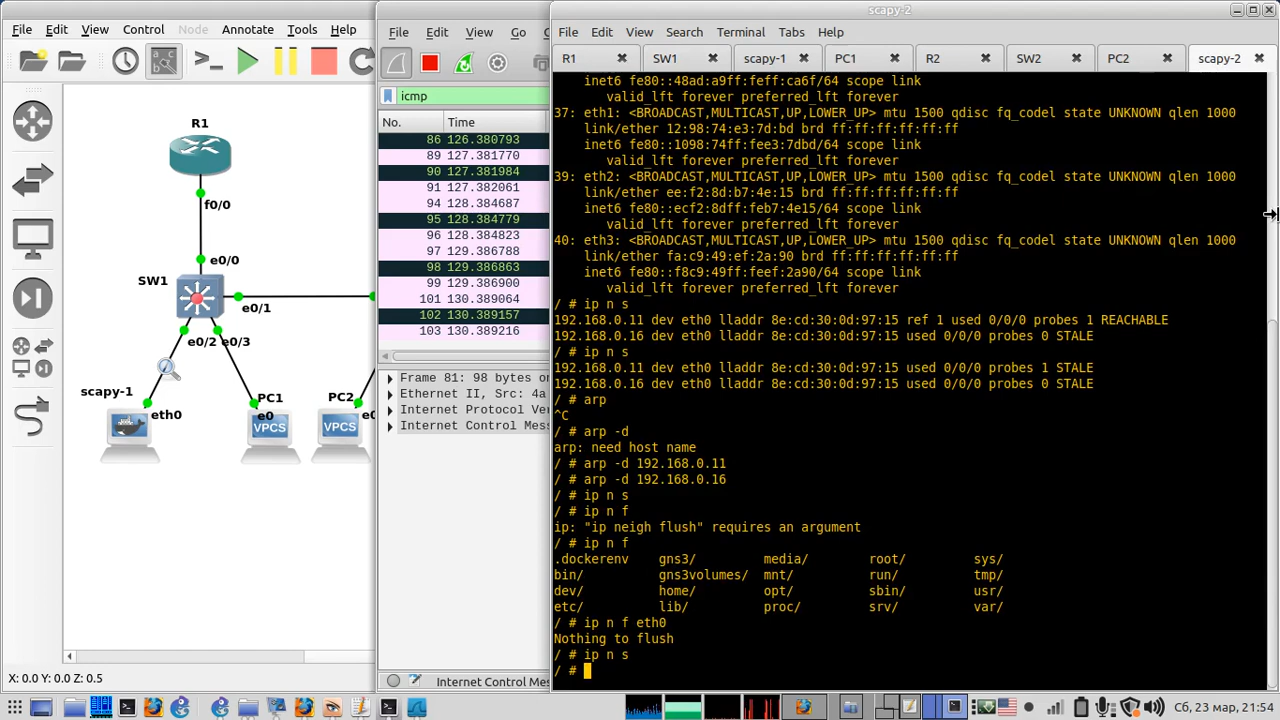 scapy-2
File Edit View Control Node Annotate Tools Help
R1
f0/0
e0/0
SW1
e0/1
e0/2 e0/3
scapy-1
eth0
PC1
e0
VPCS
PC2
VPCS
X: 0.0 Y: 0.0 Z: 0.5
File Edit View Go
icmp
No. Time
86 126.380793
89 127.381770
90 127.381984
91 127.382061
94 128.384687
95 128.384779
96 128.384823
97 129.386788
98 129.386863
99 129.386900
101 130.389064
102 130.389157
103 130.389216
Frame 81: 98 bytes on
Ethernet II, Src: 4a
Internet Protocol Ver
Internet Control Mess
Internet Control Mes
File Edit View Search Terminal Tabs Help
R1 SW1 scapy-1 PC1 R2 SW2 PC2 scapy-2
inet6 fe80::48ad:a9ff:feff:ca6f/64 scope link
valid_lft forever preferred_lft forever
37: eth1: <BROADCAST,MULTICAST,UP,LOWER_UP> mtu 1500 qdisc fq_codel state UNKNOWN qlen 1000
link/ether 12:98:74:e3:7d:bd brd ff:ff:ff:ff:ff:ff
inet6 fe80::1098:74ff:fee3:7dbd/64 scope link
valid_lft forever preferred_lft forever
39: eth2: <BROADCAST,MULTICAST,UP,LOWER_UP> mtu 1500 qdisc fq_codel state UNKNOWN qlen 1000
link/ether ee:f2:8d:b7:4e:15 brd ff:ff:ff:ff:ff:ff
inet6 fe80::ecf2:8dff:feb7:4e15/64 scope link
valid_lft forever preferred_lft forever
40: eth3: <BROADCAST,MULTICAST,UP,LOWER_UP> mtu 1500 qdisc fq_codel state UNKNOWN qlen 1000
link/ether fa:c9:49:ef:2a:90 brd ff:ff:ff:ff:ff:ff
inet6 fe80::f8c9:49ff:feef:2a90/64 scope link
valid_lft forever preferred_lft forever
/ # ip n s
192.168.0.11 dev eth0 lladdr 8e:cd:30:0d:97:15 ref 1 used 0/0/0 probes 1 REACHABLE
192.168.0.16 dev eth0 lladdr 8e:cd:30:0d:97:15 used 0/0/0 probes 0 STALE
/ # ip n s
192.168.0.11 dev eth0 lladdr 8e:cd:30:0d:97:15 used 0/0/0 probes 1 STALE
192.168.0.16 dev eth0 lladdr 8e:cd:30:0d:97:15 used 0/0/0 probes 0 STALE
/ # arp
^C
/ # arp -d
arp: need host name
/ # arp -d 192.168.0.11
/ # arp -d 192.168.0.16
/ # ip n s
/ # ip n f
ip: "ip neigh flush" requires an argument
/ # ip n f
.dockerenv gns3/ media/ root/ sys/
bin/ gns3volumes/ mnt/ run/ tmp/
dev/ home/ opt/ sbin/ usr/
etc/ lib/ proc/ srv/ var/
/ # ip n f eth0
Nothing to flush
/ # ip n s
/ #
Сб, 23 мар, 21:54